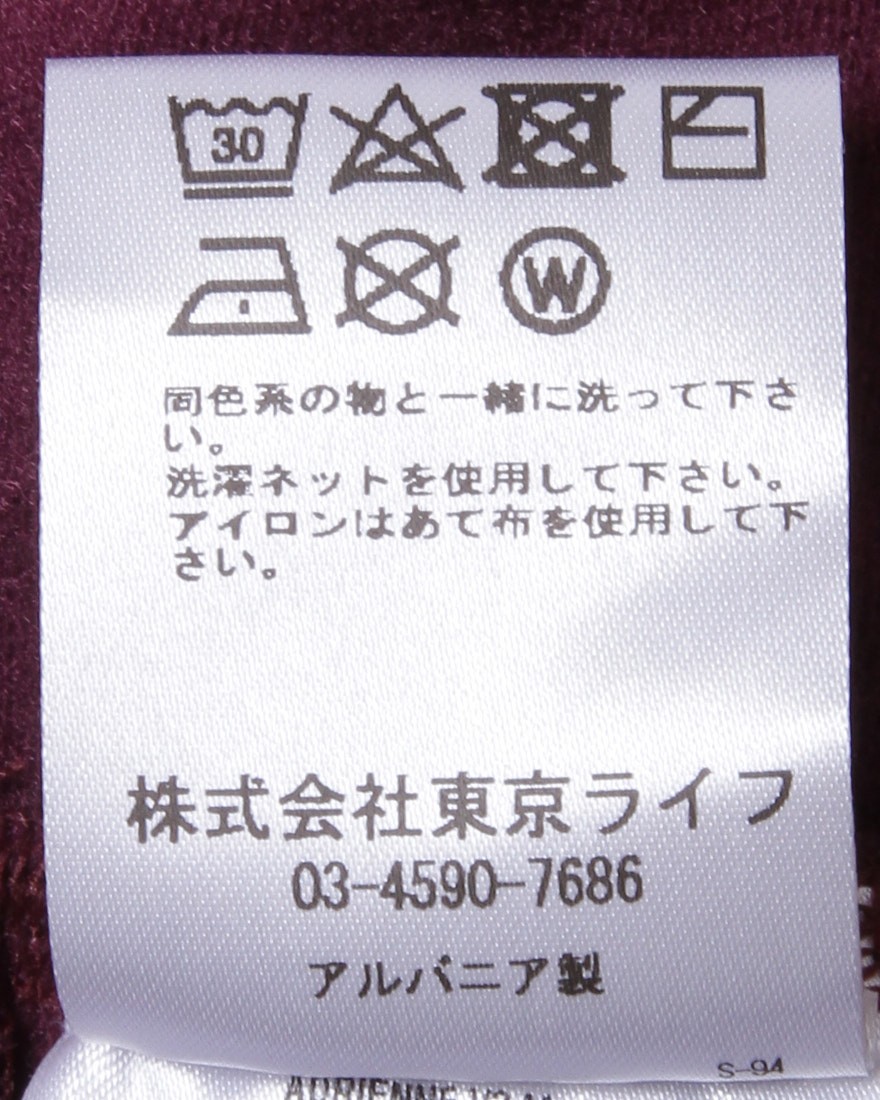 30
W
同色系の物と一緒に洗って下さ
い。
洗濯ネットを使用して下さい。
アイロンはあて布を使用して下
さい。
株式会社東京ライフ
03-4590-7686
アルバニア製
S-94
ADRIENNE